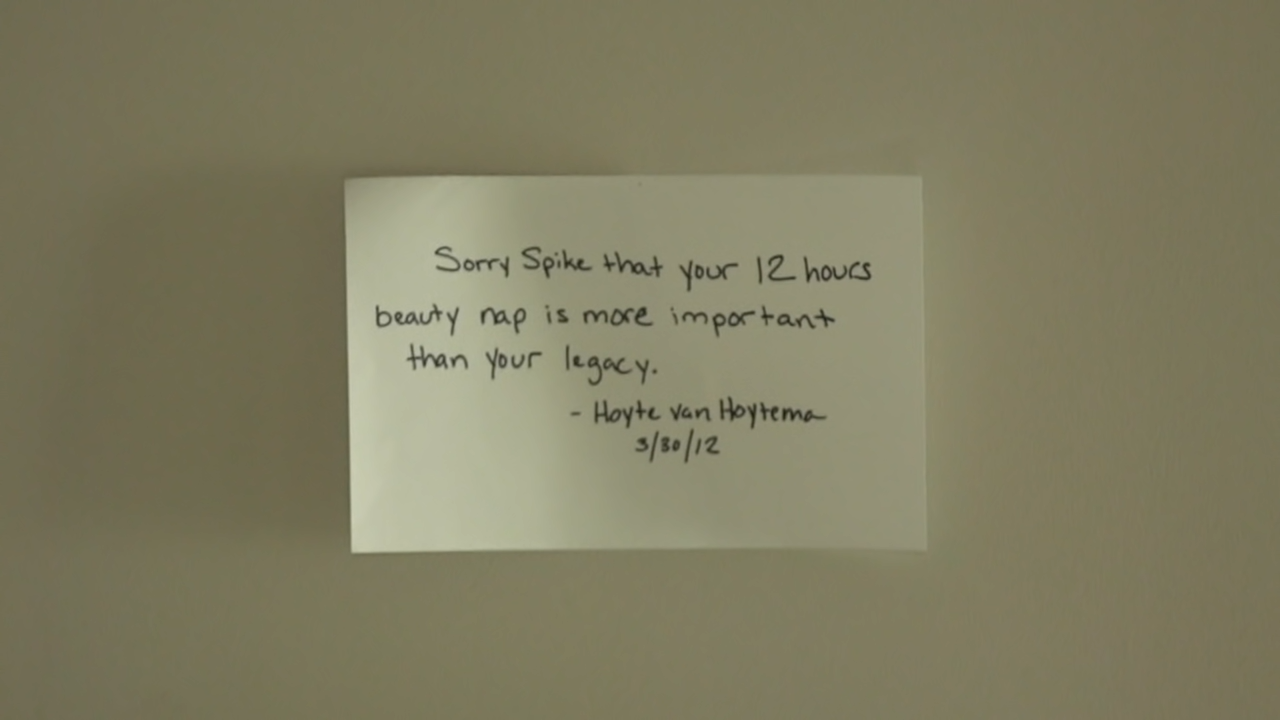 Sorry Spike that your 12 hours
beauty nap is more important
than your legacy.
- Hoyte van Hoytema
3/30/12